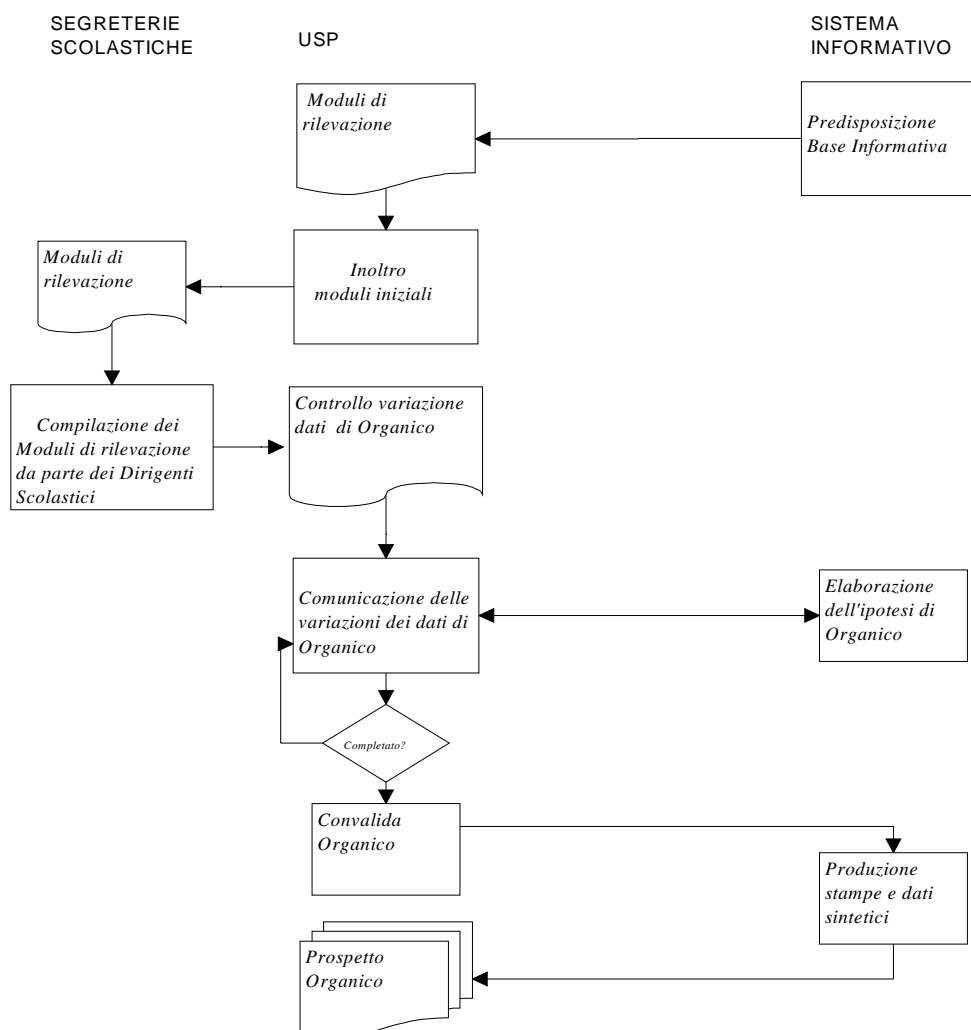 SEGRETERIE
SCOLASTICHE
USP
SISTEMA
INFORMATIVO
Moduli di
rilevazione
Predisposizione
Base Informativa
Moduli di
rilevazione
Inoltro
moduli iniziali
Compilazione dei
Moduli di rilevazione
da parte dei Dirigenti
Scolastici
Controllo variazione
dati di Organico
Comunicazione delle
variazioni dei dati di
Organico
Elaborazione
dell'ipotesi di
Organico
Completato?
Convalida
Organico
Produzione
stampe e dati
sintetici
Prospetto
Organico